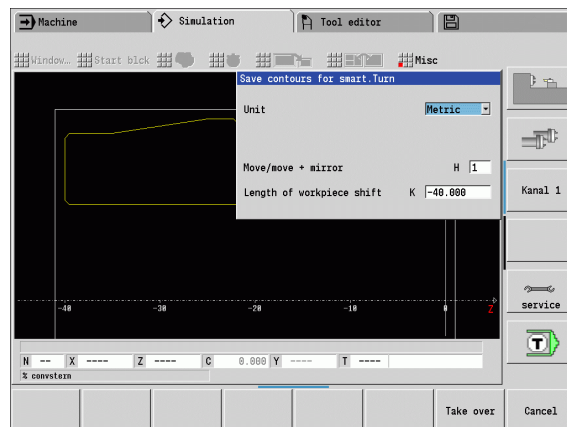 Machine
Simulation
Tool editor
Window…
Start blck
Misc
Save contours for smart.Turn
Unit Metric
Move/move + mirror H 1
Length of workpiece shift K -40.000
Kanal 1
-40 -30 -20 -10 0 Z
service
N -- X ---- Z ---- C 0.000 Y ---- T ----
% convstern
T
Take over
Cancel